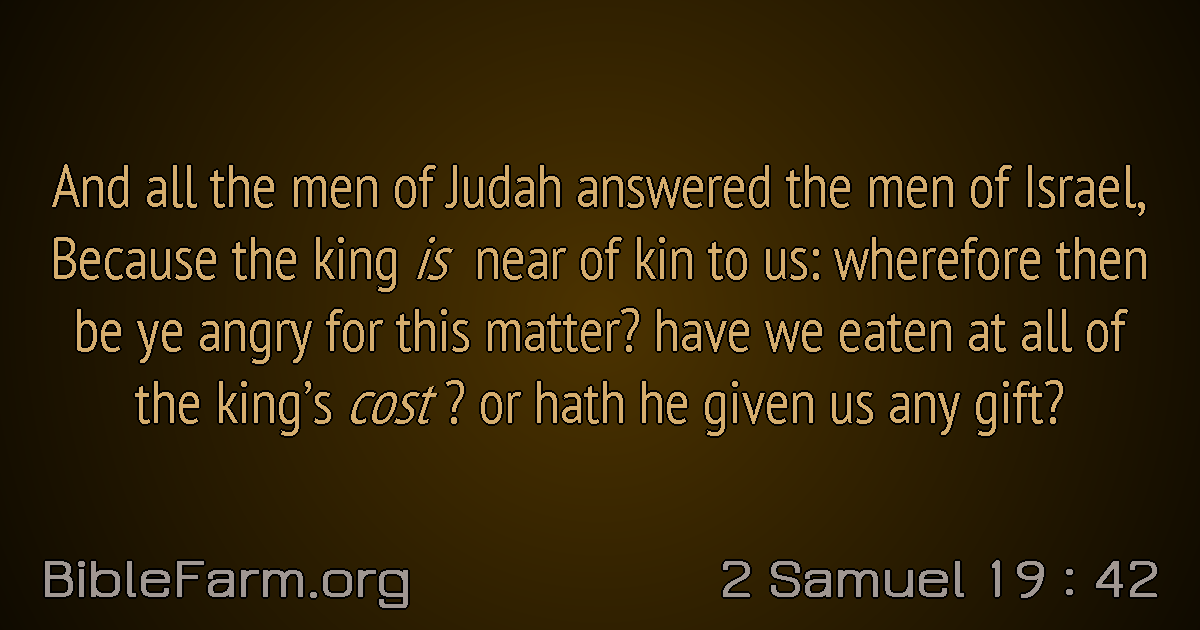 And all the men of Judah answered the men of Israel,
Because the king is near of kin to us: wherefore then
be ye angry for this matter? have we eaten at all of
the king’s cost ? or hath he given us any gift?
BibleFarm.org
2 Samuel 19 : 42